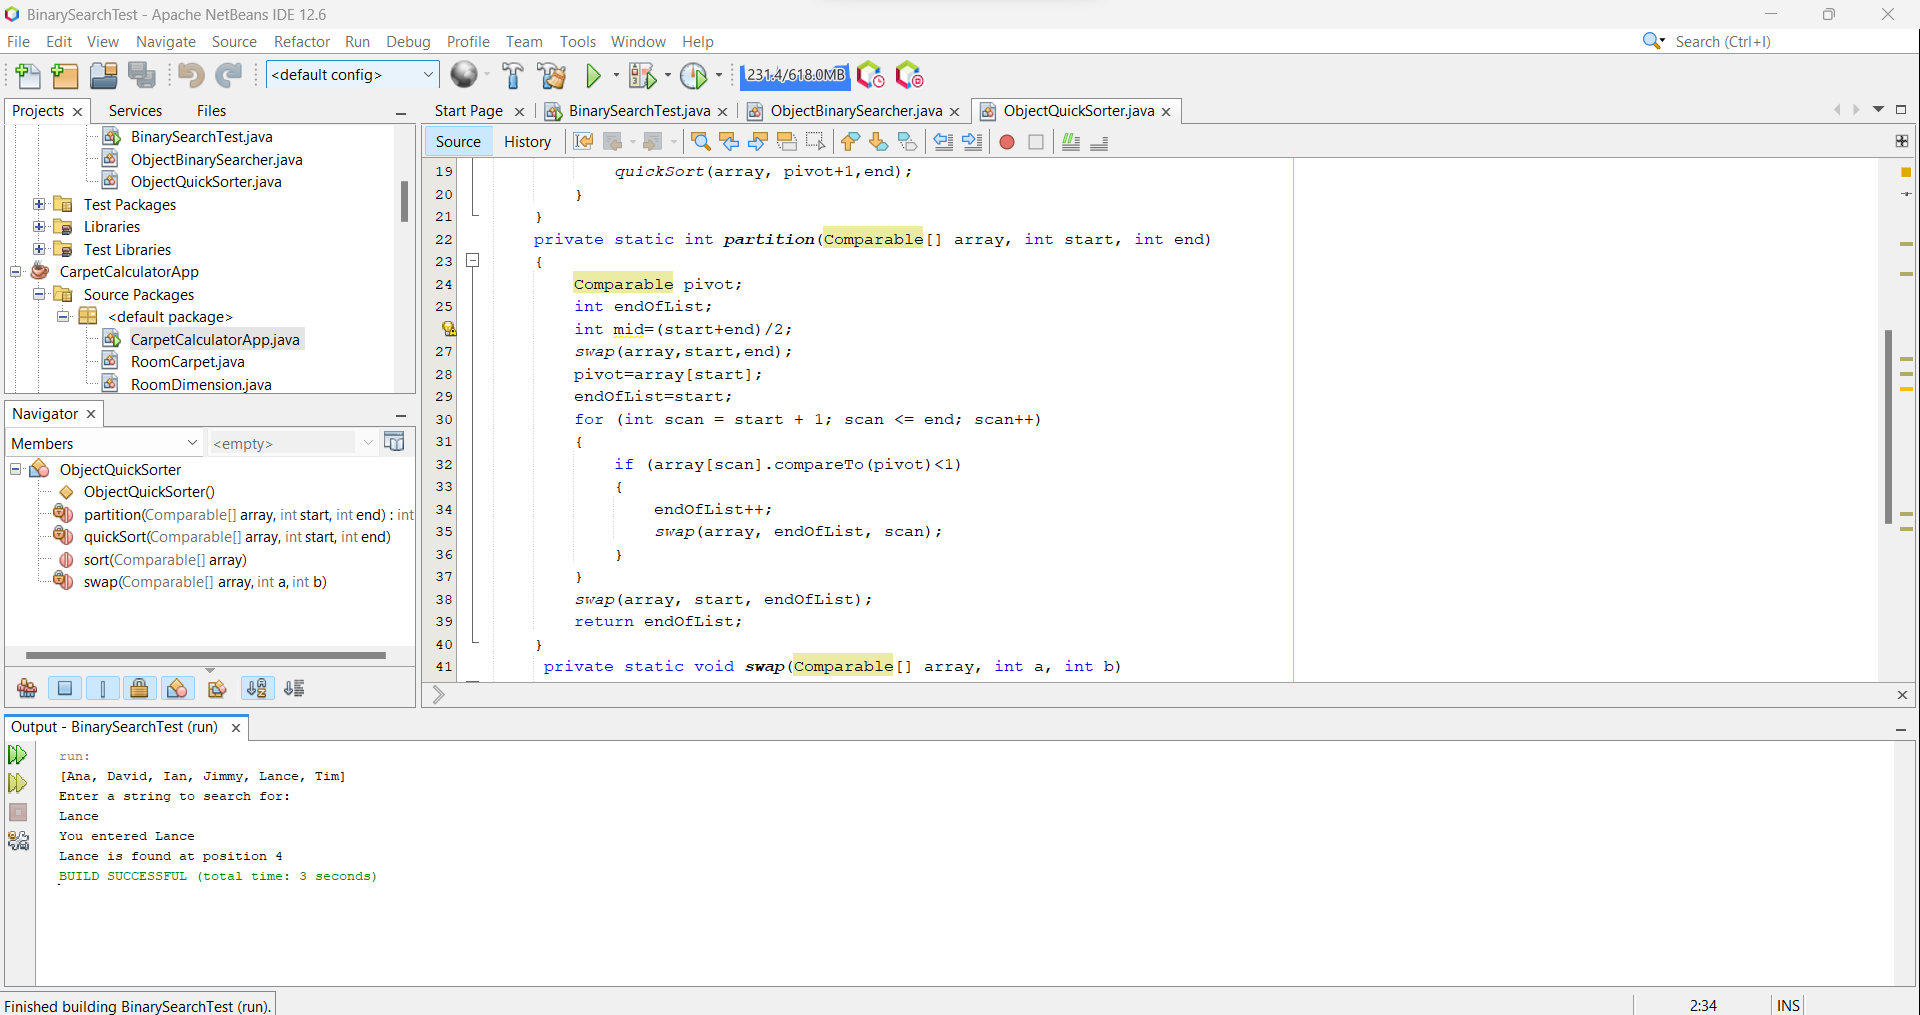 BinarySearchTest - Apache NetBeans IDE 12.6
File Edit View Navigate Source Refactor Run Debug Profile Team Tools Window Help
Search (Ctrl+I)
<default config>
231.4/618.0MB
Projects Services Files
BinarySearchTest.java
ObjectBinarySearcher.java
ObjectQuickSorter.java
Test Packages
Libraries
Test Libraries
CarpetCalculatorApp
Source Packages
<default package>
CarpetCalculatorApp.java
RoomCarpet.java
RoomDimension.java
Navigator
Members <empty>
ObjectQuickSorter
ObjectQuickSorter()
partition(Comparable[] array, int start, int end) : int
quickSort(Comparable[] array, int start, int end)
sort(Comparable[] array)
swap(Comparable[] array, int a, int b)
Start Page BinarySearchTest.java ObjectBinarySearcher.java ObjectQuickSorter.java
Source History
19 quickSort(array, pivot+1,end);
20 }
21 }
22 private static int partition(Comparable[] array, int start, int end)
23 {
24 Comparable pivot;
25 int endOfList;
int mid=(start+end)/2;
27 swap(array,start,end);
28 pivot=array[start];
29 endOfList=start;
30 for (int scan = start + 1; scan <= end; scan++)
31 {
32 if (array[scan].compareTo(pivot)<1)
33 {
34 endOfList++;
35 swap(array, endOfList, scan);
36 }
37 }
38 swap(array, start, endOfList);
39 return endOfList;
40 }
41 private static void swap(Comparable[] array, int a, int b)
Output - BinarySearchTest (run)
run:
[Ana, David, Ian, Jimmy, Lance, Tim]
Enter a string to search for:
Lance
You entered Lance
Lance is found at position 4
BUILD SUCCESSFUL (total time: 3 seconds)
Finished building BinarySearchTest (run).
2:34 INS